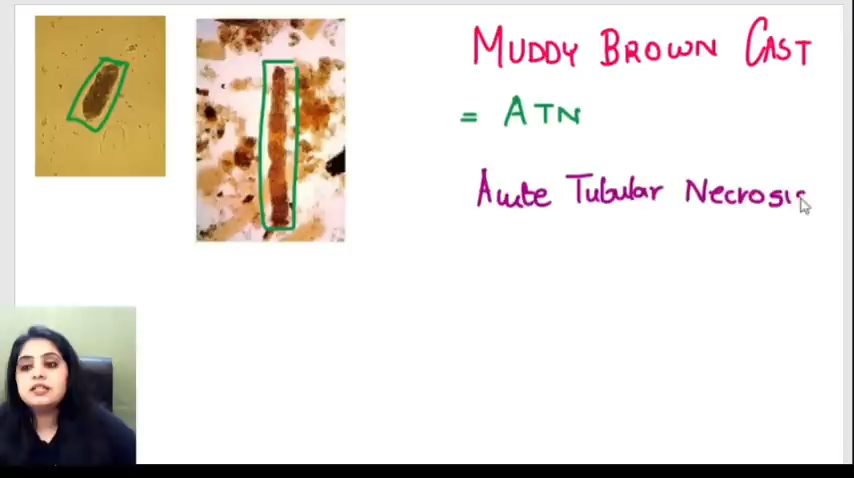 MUDDY BROWN CAST
= ATN
Acute Tubular Necrosis